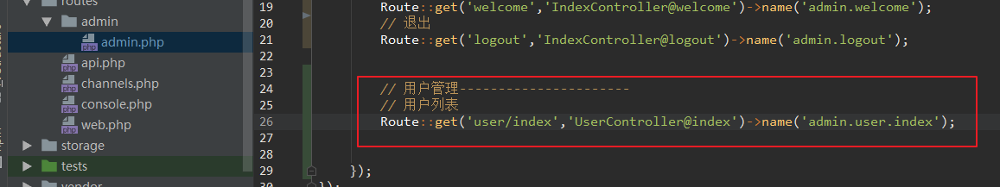 routes
admin
admin.php
api.php
channels.php
console.php
web.php
storage
tests
vendor
19 Route::get('welcome','IndexController@welcome')->name('admin.welcome');
20 // 退出
21 Route::get('logout','IndexController@logout')->name('admin.logout');
22
23
24 // 用户管理----------------------
25 // 用户列表
26 Route::get('user/index','UserController@index')->name('admin.user.index');
27
28
29 });
30 });